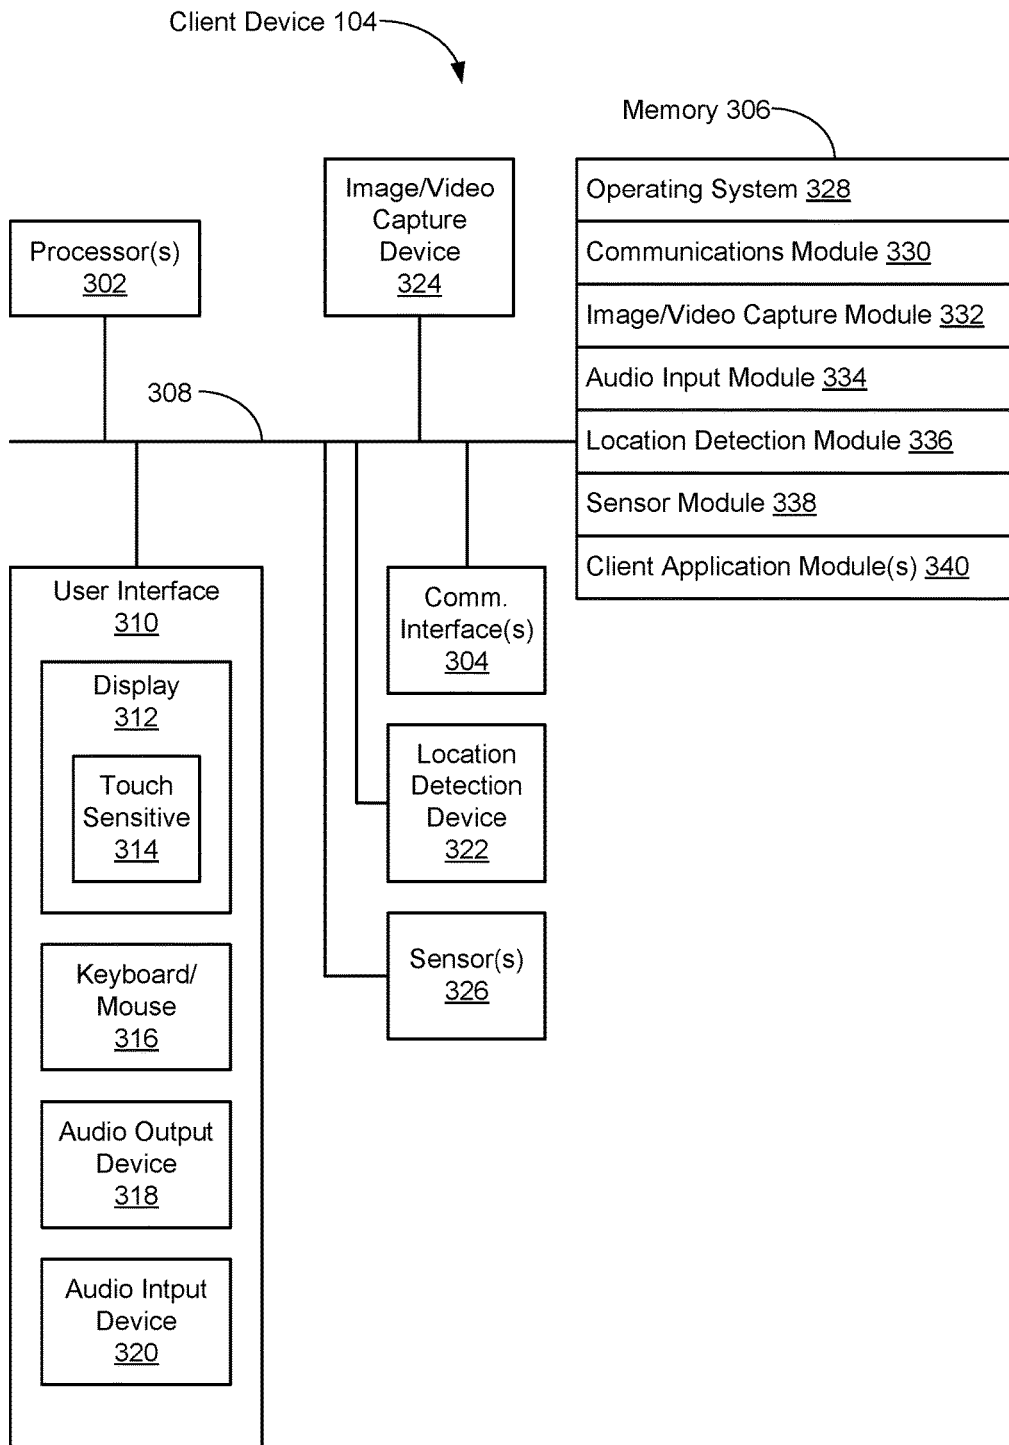 Client Device 104
Memory 306
Processor(s)
302
Image/Video
Capture
Device
324
Operating System 328
Communications Module 330
Image/Video Capture Module 332
Audio Input Module 334
Location Detection Module 336
Sensor Module 338
Client Application Module(s) 340
308
User Interface
310
Display
312
Touch
Sensitive
314
Keyboard/
Mouse
316
Audio Output
Device
318
Audio Intput
Device
320
Comm.
Interface(s)
304
Location
Detection
Device
322
Sensor(s)
326